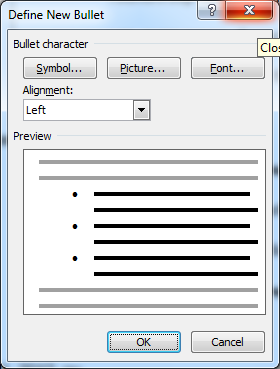 Define New Bullet
?
Clos
Bullet character
Symbol... Picture... Font...
Alignment:
Left
Preview
OK Cancel